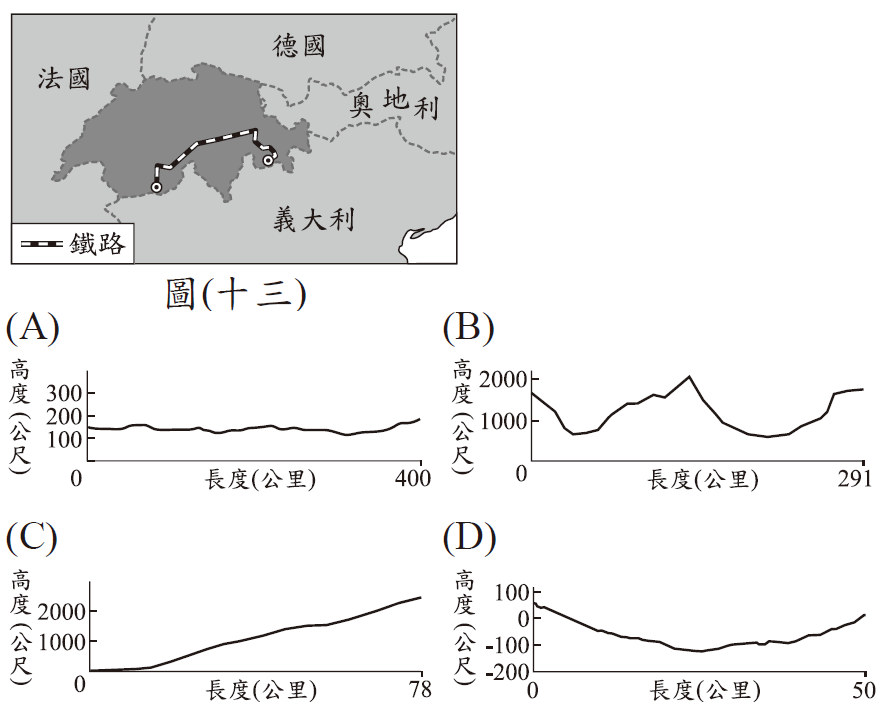 德國
法國
奧地利
義大利
鐵路
圖(十三)
(A)
高度(公尺)
300
200
100
0
長度(公里)
400
(B)
高度(公尺)
2000
1000
0
長度(公里)
291
(C)
高度(公尺)
2000
1000
0
長度(公里)
78
(D)
高度(公尺)
100
0
-100
-200
0
長度(公里)
50